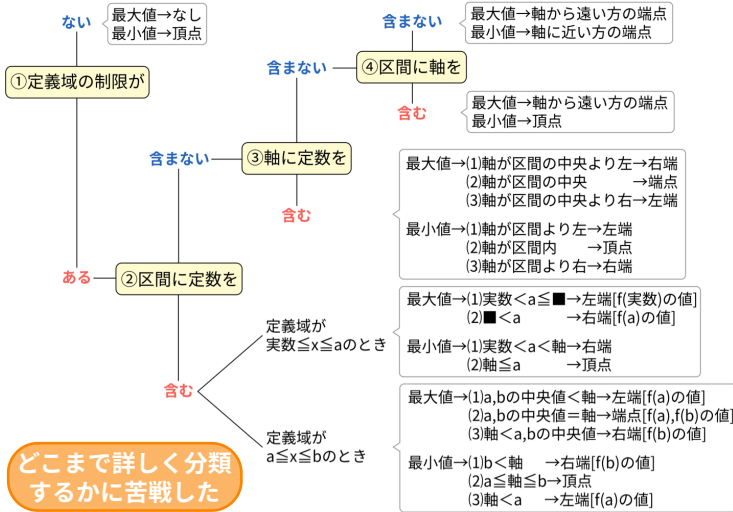 ない
最大値→なし
最小値→頂点
①定義域の制限が
ある
②区間に定数を
含まない
③軸に定数を
含まない
④区間に軸を
含まない
最大値→軸から遠い方の端点
最小値→軸に近い方の端点
含む
最大値→軸から遠い方の端点
最小値→頂点
含む
最大値→⑴軸が区間の中央より左→右端
⑵軸が区間の中央　　　→端点
⑶軸が区間の中央より右→左端
最小値→⑴軸が区間より左→左端
⑵軸が区間内　　→頂点
⑶軸が区間より右→右端
含む
定義域が
実数≦x≦aのとき
最大値→⑴実数<a≦■→左端[f(実数)の値]
⑵■<a　　　→右端[f(a)の値]
最小値→⑴実数<a<軸→右端
⑵軸≦a　　　→頂点
定義域が
a≦x≦bのとき
最大値→⑴a,bの中央値<軸→左端[f(a)の値]
⑵a,bの中央値＝軸→端点[f(a),f(b)の値]
⑶軸<a,bの中央値→右端[f(b)の値]
最小値→⑴b<軸　→右端[f(b)の値]
⑵a≦軸≦b→頂点
⑶軸<a　→左端[f(a)の値]
どこまで詳しく分類
するかに苦戦した